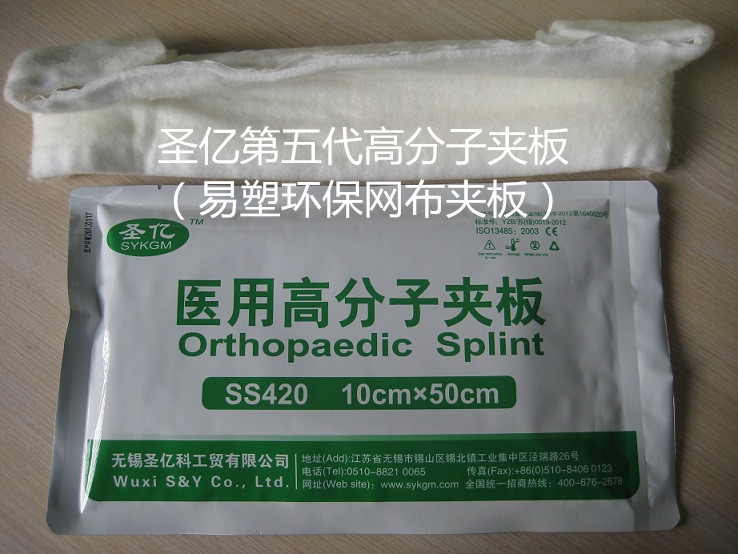 圣亿第五代高分子夹板
（易塑环保网布夹板）
圣亿
SYKGM
TM
ISO13485: 2003 CE
医用高分子夹板
Orthopaedic Splint
SS420 10cm×50cm
无锡圣亿科工贸有限公司
Wuxi S&Y Co., Ltd.
地址(Add):江苏省无锡市锡山区锡北镇工业集中区泾瑞路26号
电话(Tel):0510-8821 0065 传真(Fax):+86(0)510-8406 0123
网址(Web site): www.sykgm.com 全国统一招商热线: 400-676-2678